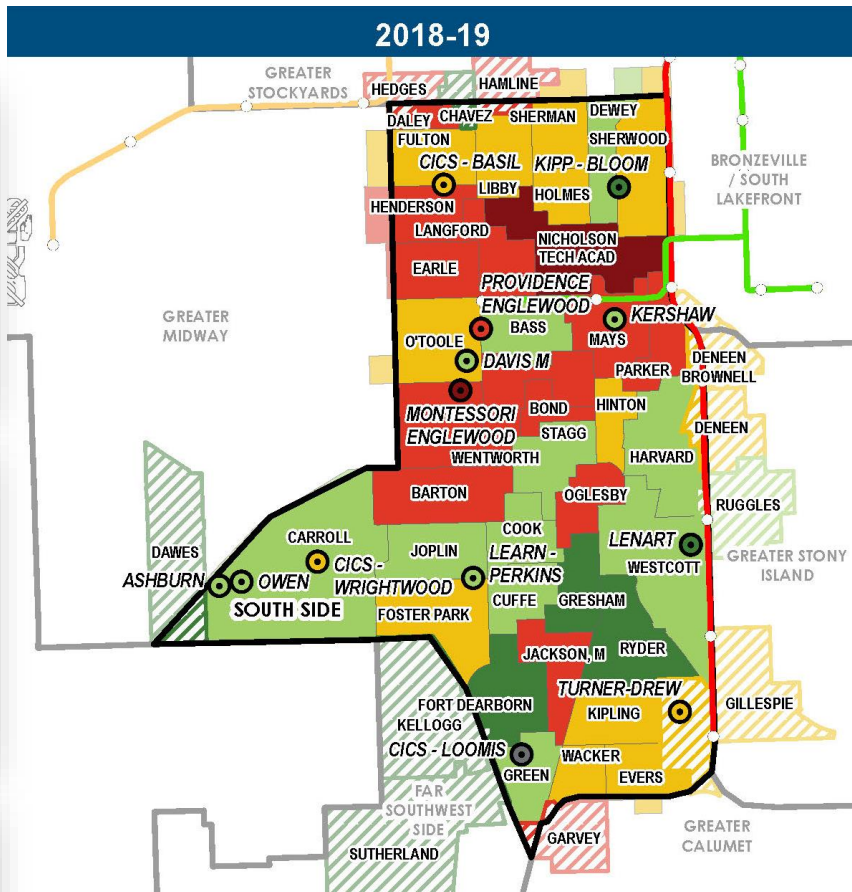 2018-19
GREATER
STOCKYARDS
HAMLINE
HEDGES
DALEY
CHAVEZ
SHERMAN
DEWEY
FULTON
SHERWOOD
CICS - BASIL
KIPP - BLOOM
BRONZEVILLE
/ SOUTH
LAKEFRONT
LIBBY
HOLMES
HENDERSON
LANGFORD
NICHOLSON
TECH ACAD
EARLE
PROVIDENCE
ENGLEWOOD
GREATER
MIDWAY
BASS
KERSHAW
MAYS
O'TOOLE
DAVIS M
DENEEN
BROWNELL
PARKER
MONTESSORI
ENGLEWOOD
BOND
HINTON
DENEEN
STAGG
WENTWORTH
HARVARD
BARTON
OGLESBY
RUGGLES
COOK
LENART
GREATER STONY
ISLAND
CARROLL
JOPLIN
DAWES
LEARN -
PERKINS
WESTCOTT
ASHBURN
OWEN
CICS -
WRIGHTWOOD
CUFFE
GRESHAM
SOUTH SIDE
FOSTER PARK
JACKSON, M
RYDER
TURNER-DREW
FORT DEARBORN
KELLOGG
KIPLING
GILLESPIE
CICS - LOOMIS
WACKER
GREEN
EVERS
FAR
SOUTHWEST
SIDE
GREATER
CALUMET
GARVEY
SUTHERLAND